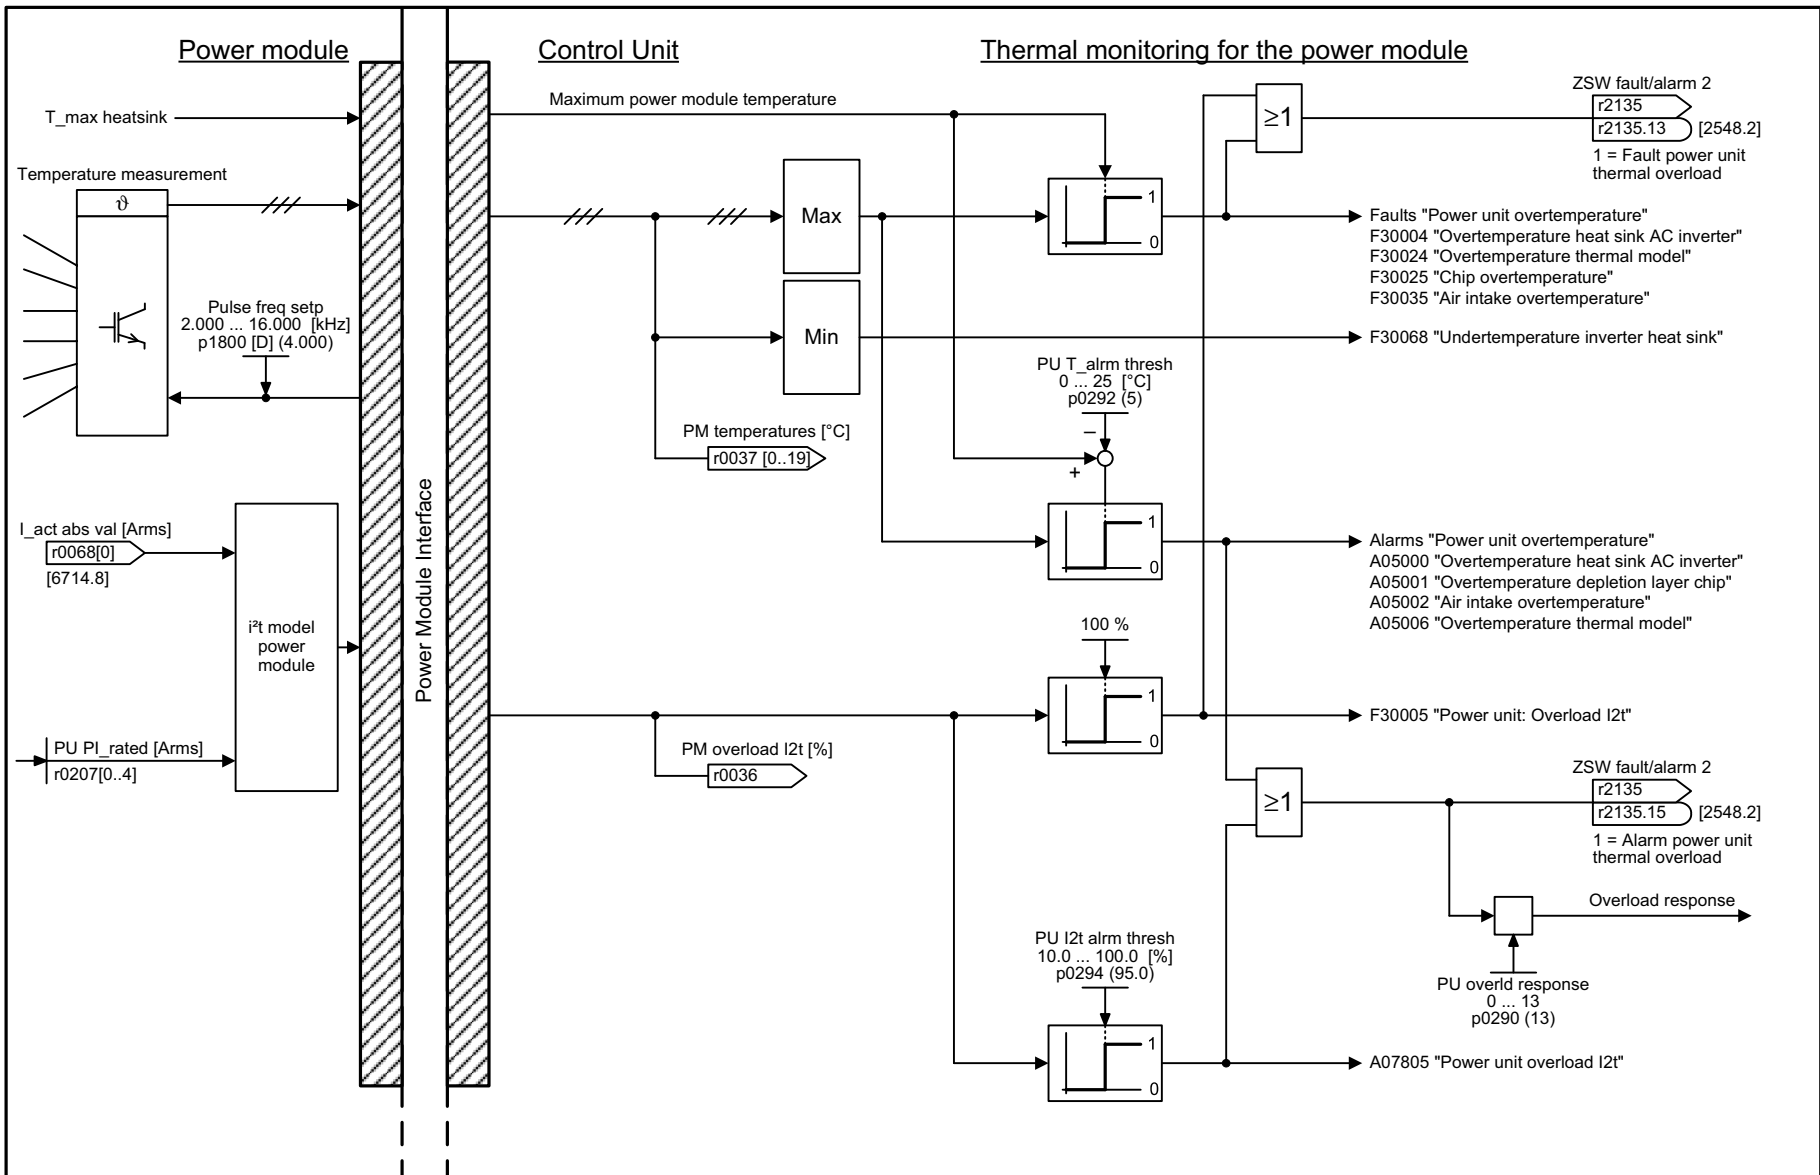 Power module
Control Unit
Thermal monitoring for the power module
T_max heatsink
Temperature measurement
ϑ
Pulse freq setp
2.000 ... 16.000 [kHz]
p1800 [D] (4.000)
I_act abs val [Arms]
r0068[0]
[6714.8]
i²t model
power
module
PU PI_rated [Arms]
r0207[0..4]
Power Module Interface
Maximum power module temperature
Max
Min
PM temperatures [°C]
r0037 [0..19]
PM overload I2t [%]
r0036
1
0
PU T_alrm thresh
0 ... 25 [°C]
p0292 (5)
–
+
1
0
100 %
1
0
PU I2t alrm thresh
10.0 ... 100.0 [%]
p0294 (95.0)
1
0
≥1
ZSW fault/alarm 2
r2135
r2135.13 [2548.2]
1 = Fault power unit
thermal overload
Faults "Power unit overtemperature"
F30004 "Overtemperature heat sink AC inverter"
F30024 "Overtemperature thermal model"
F30025 "Chip overtemperature"
F30035 "Air intake overtemperature"
F30068 "Undertemperature inverter heat sink"
Alarms "Power unit overtemperature"
A05000 "Overtemperature heat sink AC inverter"
A05001 "Overtemperature depletion layer chip"
A05002 "Air intake overtemperature"
A05006 "Overtemperature thermal model"
F30005 "Power unit: Overload I2t"
≥1
ZSW fault/alarm 2
r2135
r2135.15 [2548.2]
1 = Alarm power unit
thermal overload
Overload response
PU overld response
0 ... 13
p0290 (13)
A07805 "Power unit overload I2t"